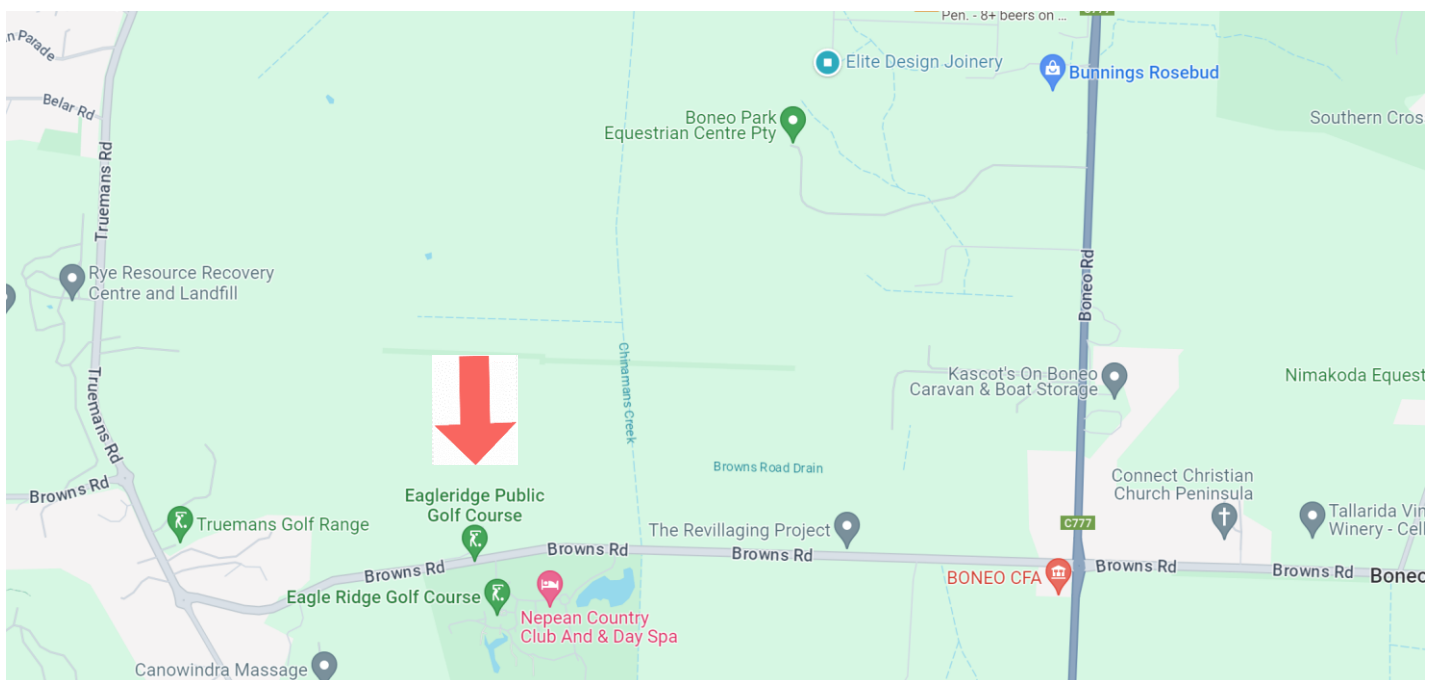 Pen. - 8+ beers on ...
n Parade
Elite Design Joinery
Bunnings Rosebud
Belar Rd
Boneo Park
Equestrian Centre Pty
Southern Cros
Truemans Rd
Rye Resource Recovery
Centre and Landfill
Boneo Rd
Chinamans Creek
Kascot's On Boneo
Caravan & Boat Storage
Nimakoda Equest
Truemans Rd
Browns Road Drain
Connect Christian
Church Peninsula
Browns Rd
Eagleridge Public
Golf Course
Truemans Golf Range
The Revillaging Project
C777
Tallarida Vin
Winery - Cell
Browns Rd
Browns Rd
Browns Rd
Browns Rd
Browns Rd
Boneo
BONEO CFA
Eagle Ridge Golf Course
Nepean Country
Club And & Day Spa
Canowindra Massage